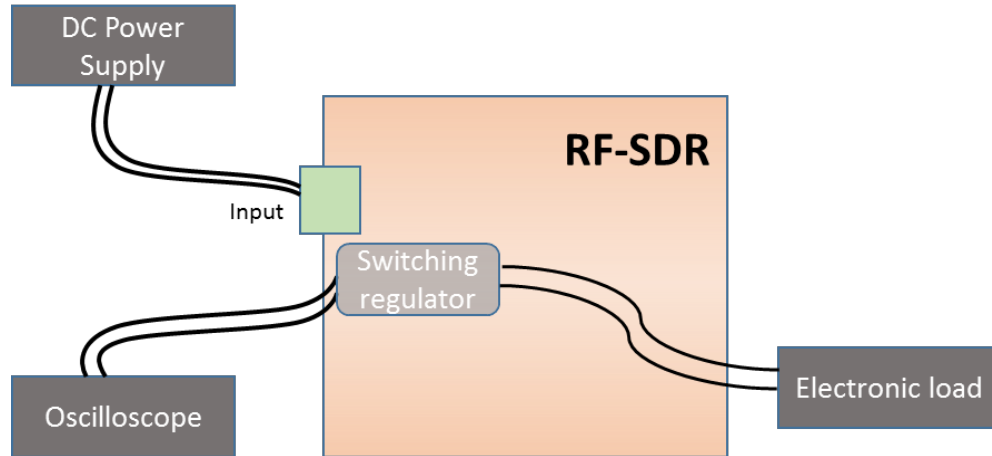 DC Power
Supply
RF-SDR
Input
Switching
regulator
Oscilloscope
Electronic load